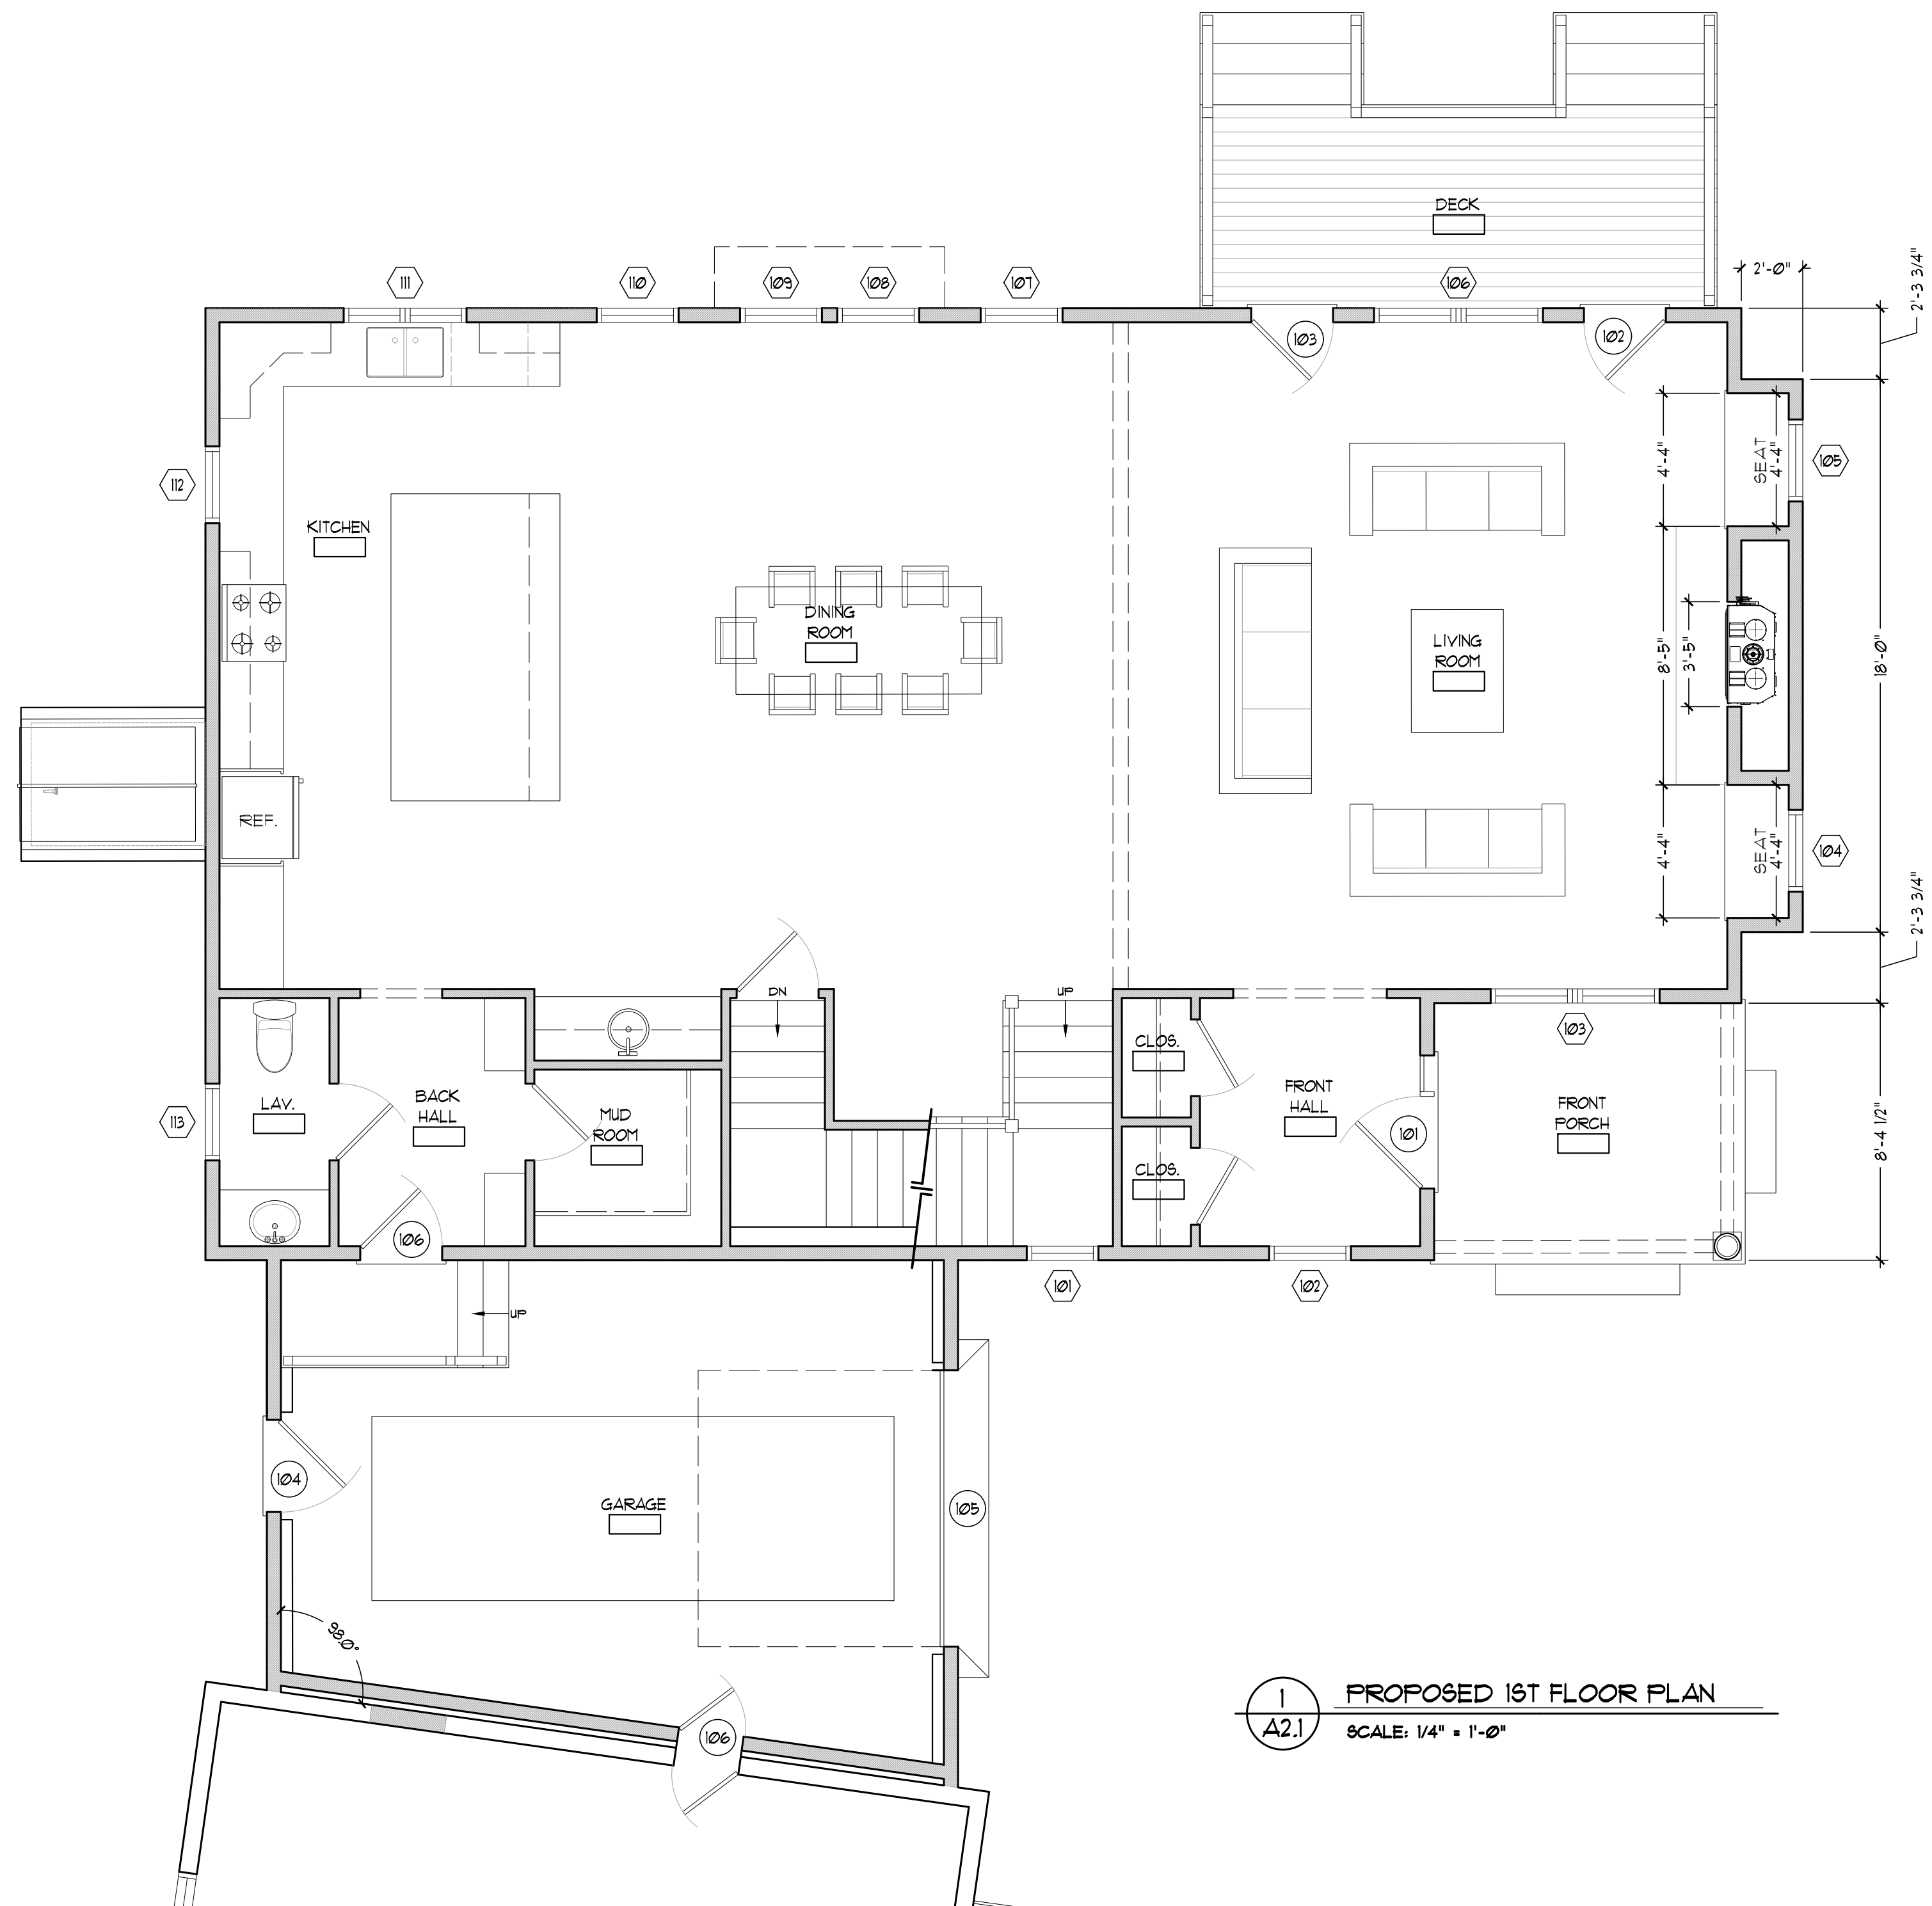 DECK
2'-0"
2'-3 3/4"
111
110
109
108
107
106
103
102
4'-4"
SEAT
4'-4"
105
112
KITCHEN
DINING
ROOM
LIVING
ROOM
8'-5"
3'-5"
18'-0"
REF.
4'-4"
SEAT
4'-4"
104
2'-3 3/4"
DN
UP
103
CLOS.
LAV.
BACK
HALL
MUD
ROOM
FRONT
HALL
FRONT
PORCH
113
101
8'-4 1/2"
CLOS.
106
101
102
UP
104
GARAGE
105
98.0°
106
1
A2.1
PROPOSED 1ST FLOOR PLAN
SCALE: 1/4" = 1'-0"